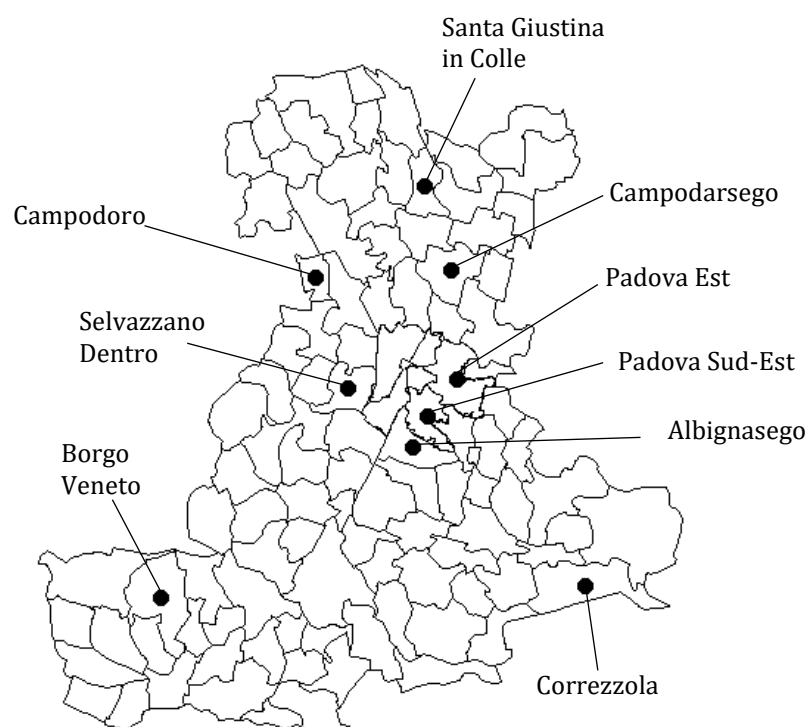 Santa Giustina
in Colle
Campodarsego
Campodoro
Padova Est
Selvazzano
Dentro
Padova Sud-Est
Albignasego
Borgo
Veneto
Correzzola